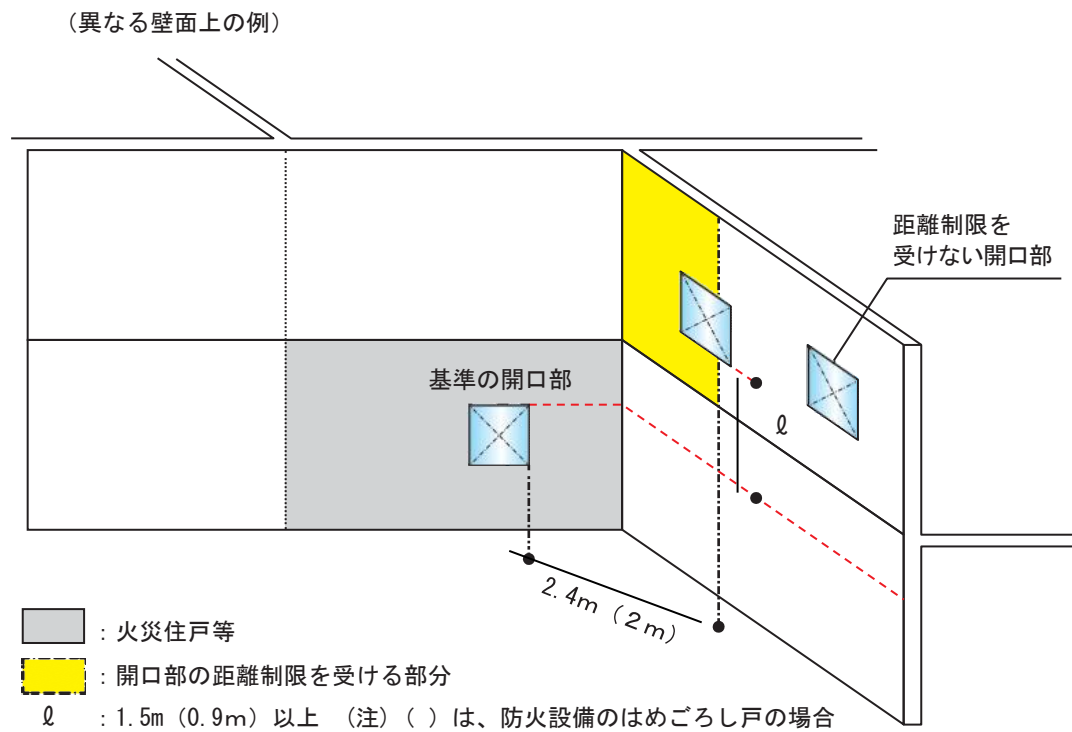 （異なる壁面上の例）
距離制限を
受けない開口部
基準の開口部
ℓ
2.4m（２m）
：火災住戸等
：開口部の距離制限を受ける部分
ℓ ：1.5m（0.9m）以上 （注）（ ）は、防火設備のはめごろし戸の場合